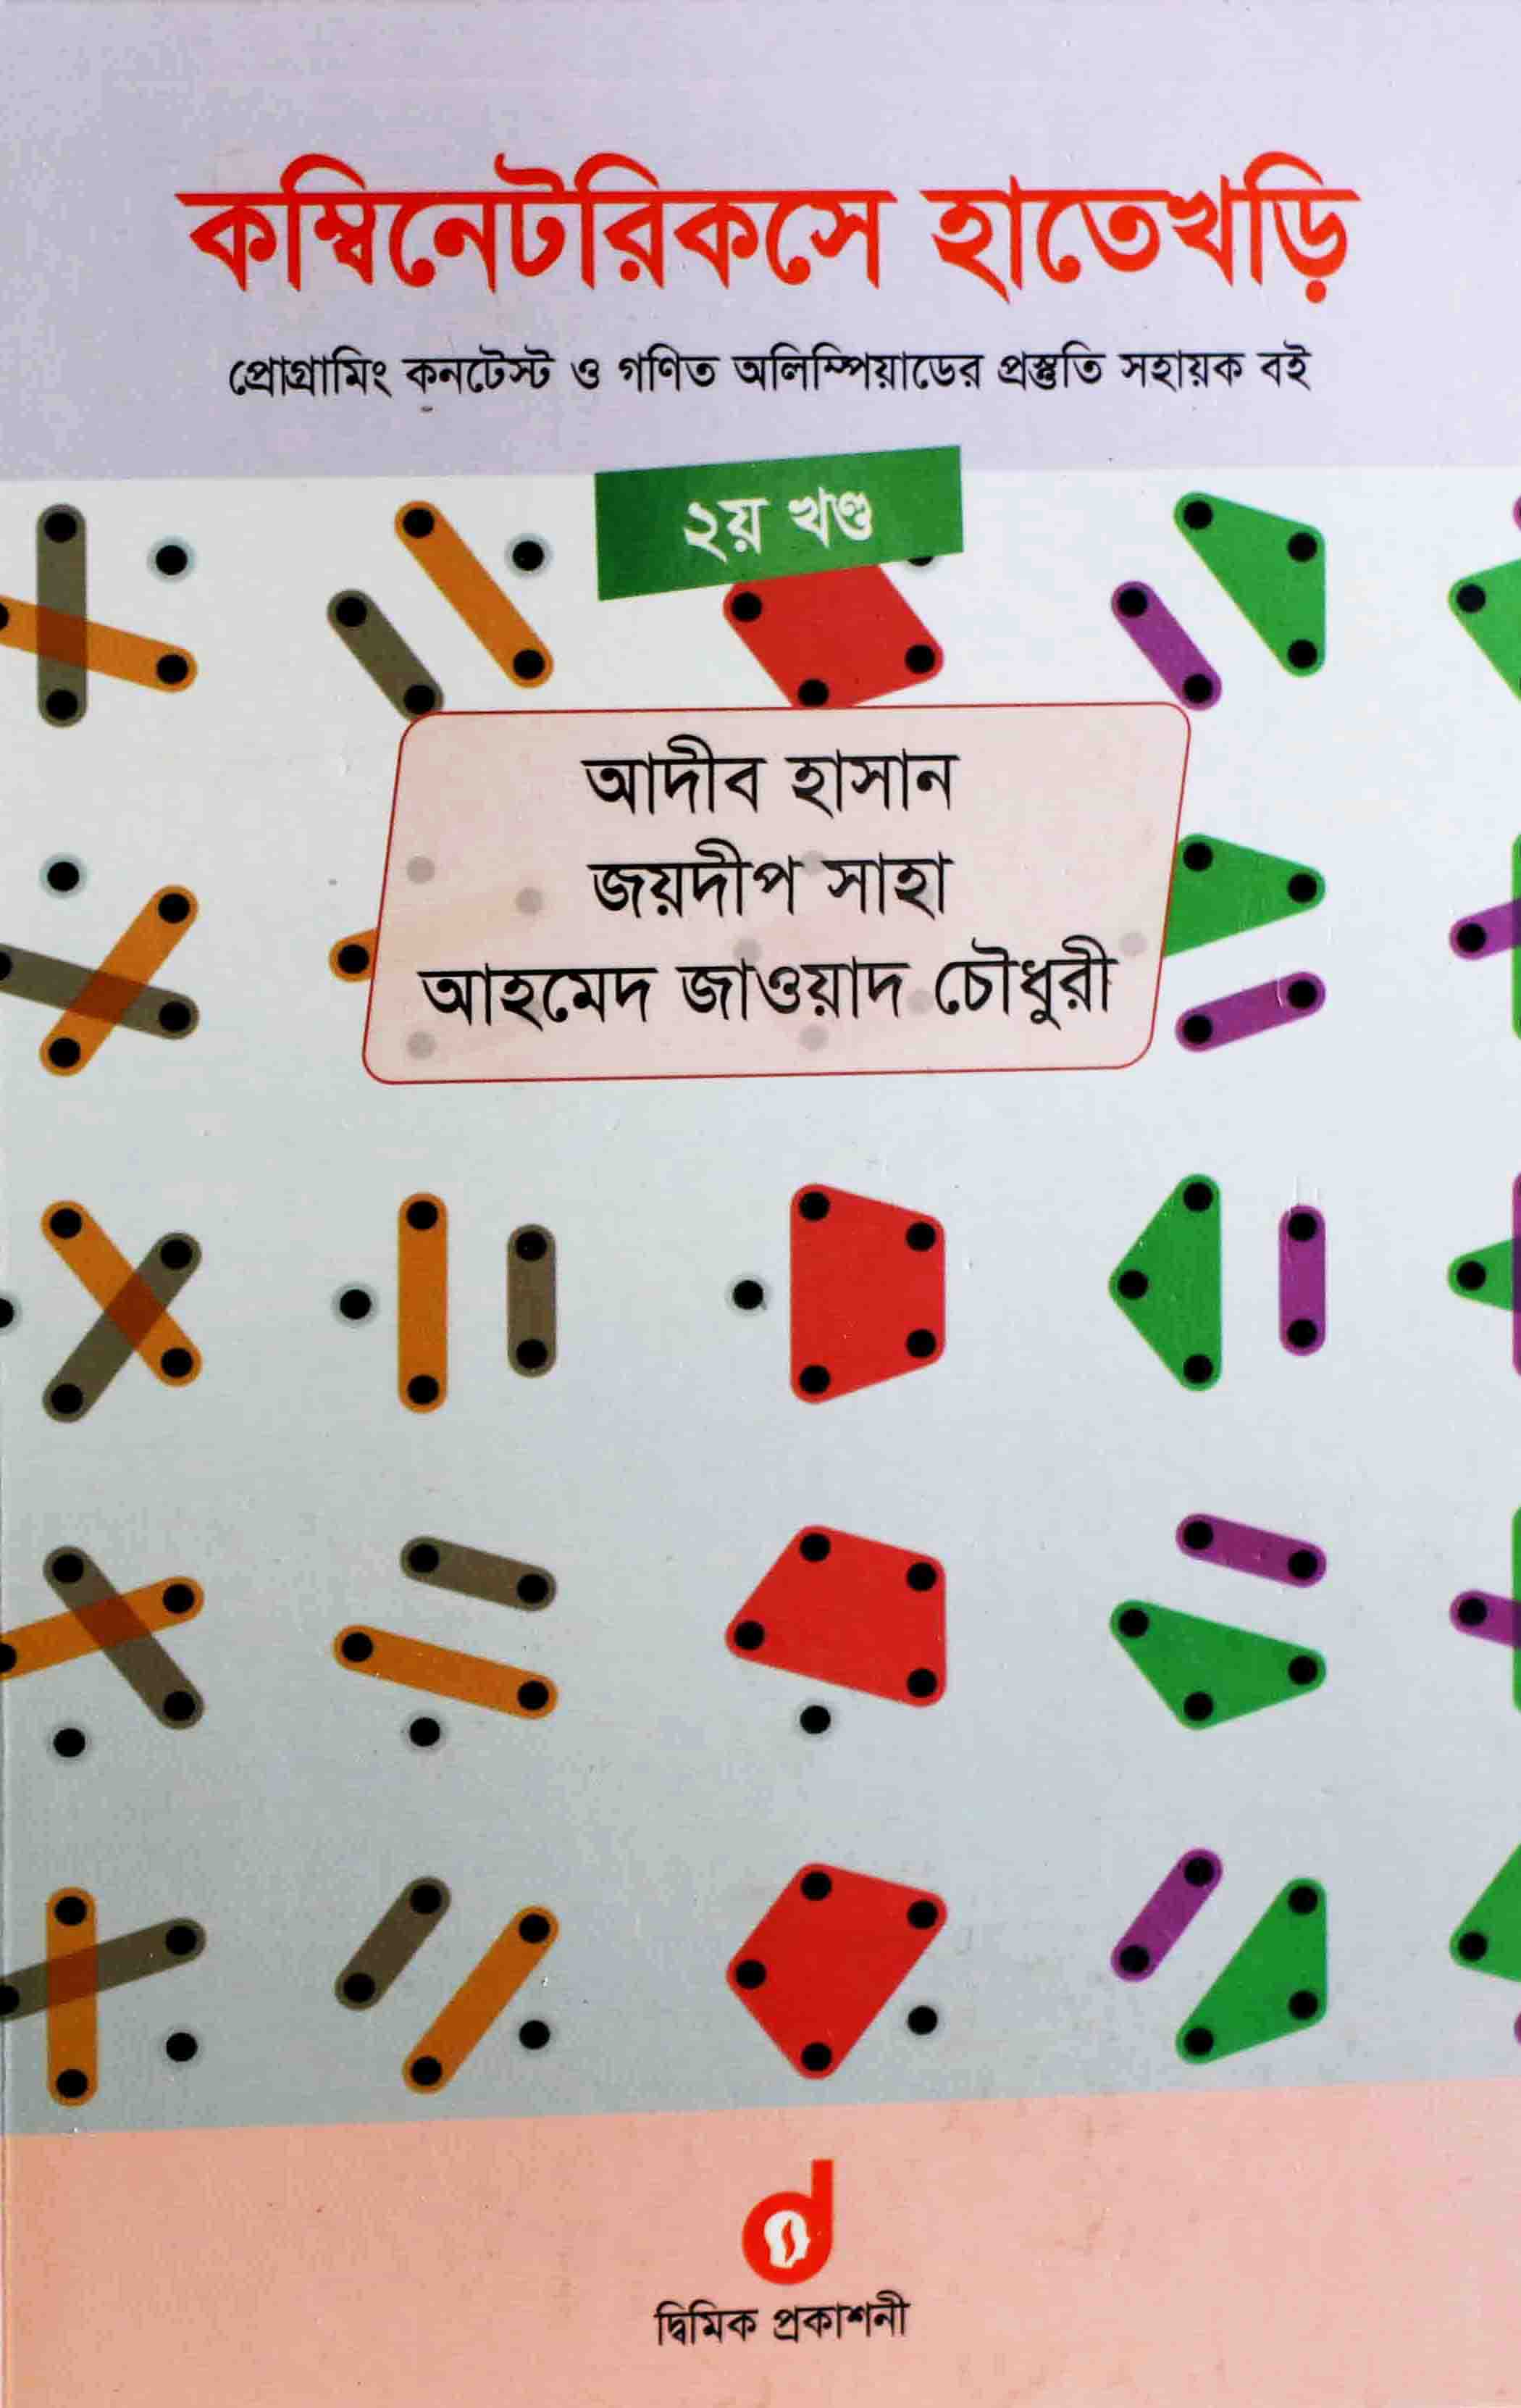 কম্বিনেটরিকসে হাতেখড়ি
প্রোগ্রামিং কনটেস্ট ও গণিত অলিম্পিয়াডের প্রস্তুতি সহায়ক বই
২য় খণ্ড
আদীব হাসান
জয়দীপ সাহা
আহমেদ জাওয়াদ চৌধুরী
দ্বিমিক প্রকাশনী